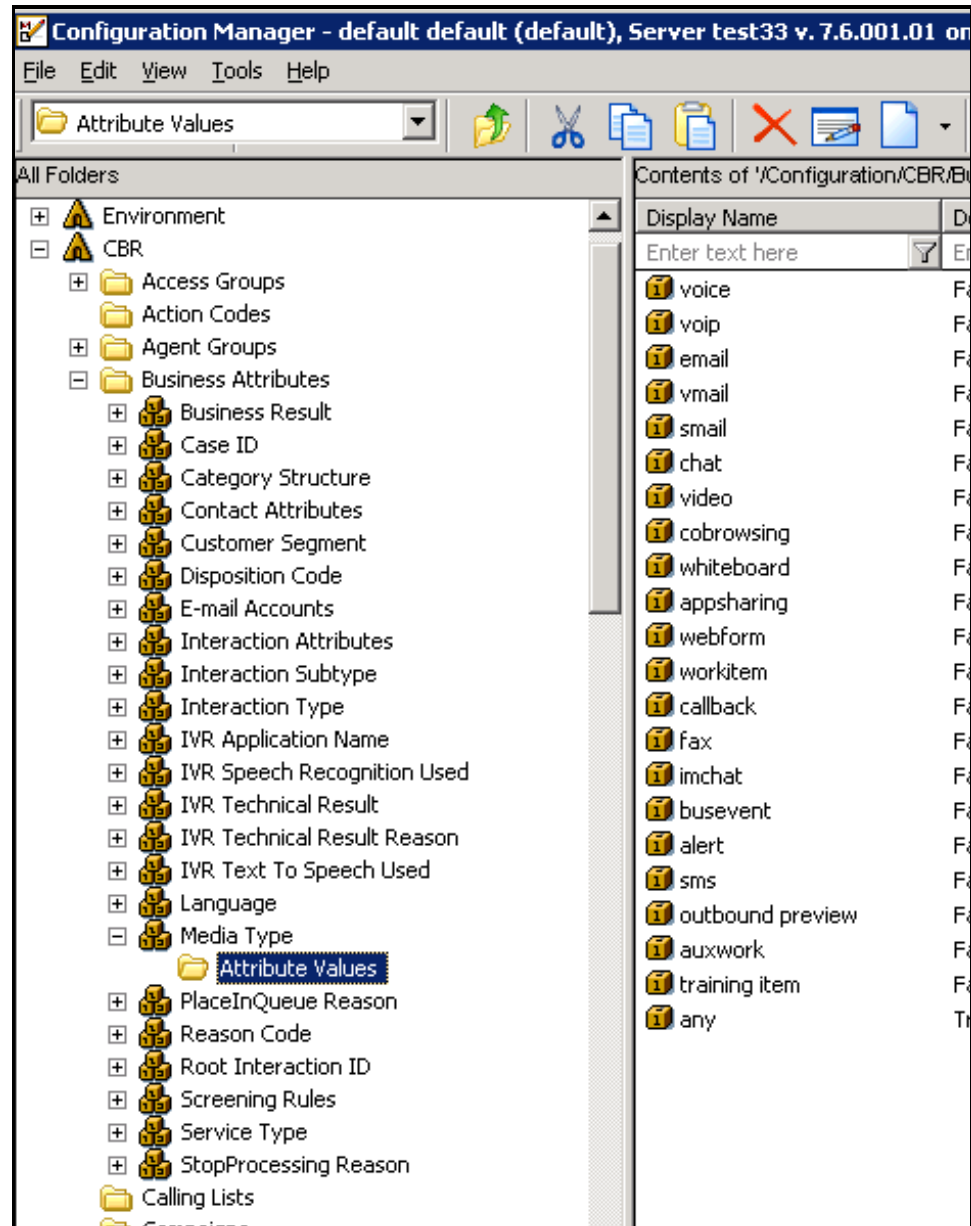 Configuration Manager - default default (default), Server test33 v. 7.6.001.01 on
File Edit View Tools Help
Attribute Values
All Folders
Environment
CBR
Access Groups
Action Codes
Agent Groups
Business Attributes
Business Result
Case ID
Category Structure
Contact Attributes
Customer Segment
Disposition Code
E-mail Accounts
Interaction Attributes
Interaction Subtype
Interaction Type
IVR Application Name
IVR Speech Recognition Used
IVR Technical Result
IVR Technical Result Reason
IVR Text To Speech Used
Language
Media Type
Attribute Values
PlaceInQueue Reason
Reason Code
Root Interaction ID
Screening Rules
Service Type
StopProcessing Reason
Calling Lists
Contents of '/Configuration/CBR/Bu
Display Name
Enter text here
voice
voip
email
vmail
smail
chat
video
cobrowsing
whiteboard
appsharing
webform
workitem
callback
fax
imchat
busevent
alert
sms
outbound preview
auxwork
training item
any